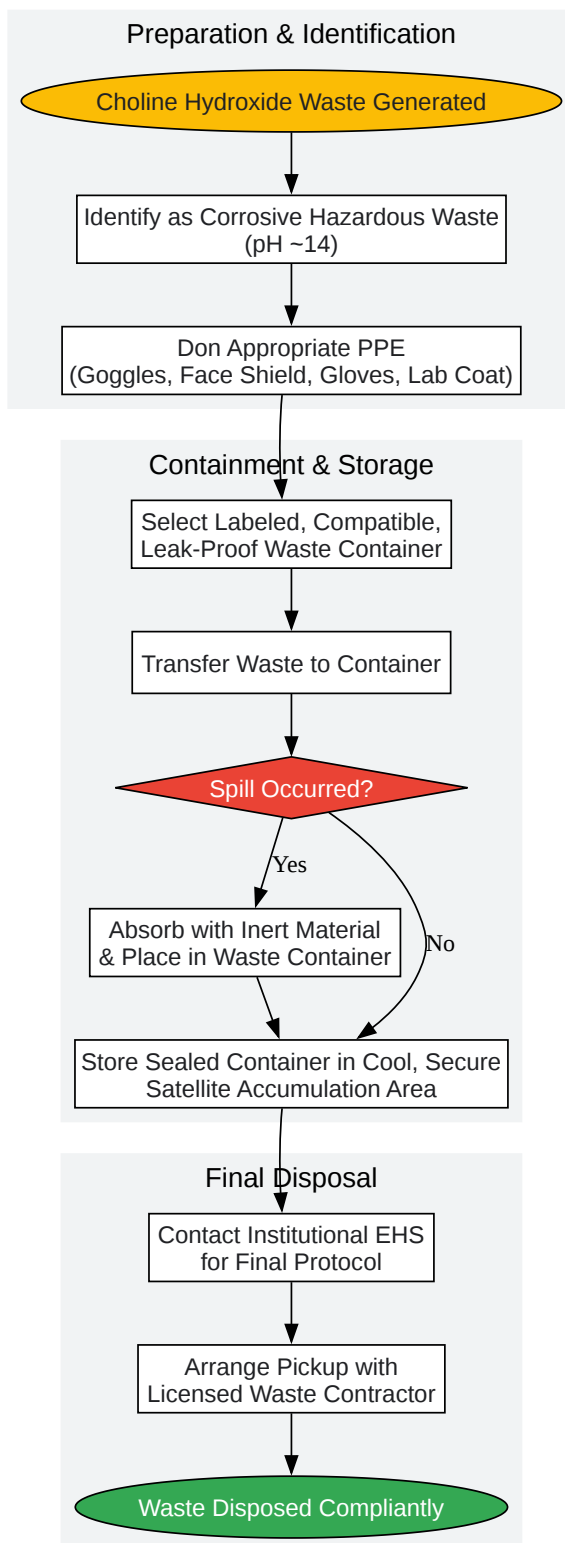 Preparation & Identification
Choline Hydroxide Waste Generated
Identify as Corrosive Hazardous Waste
(pH ~14)
Don Appropriate PPE
(Goggles, Face Shield, Gloves, Lab Coat)
Containment & Storage
Select Labeled, Compatible,
Leak-Proof Waste Container
Transfer Waste to Container
Spill Occurred?
Yes
Absorb with Inert Material
& Place in Waste Container
No
Store Sealed Container in Cool, Secure
Satellite Accumulation Area
Final Disposal
Contact Institutional EHS
for Final Protocol
Arrange Pickup with
Licensed Waste Contractor
Waste Disposed Compliantly